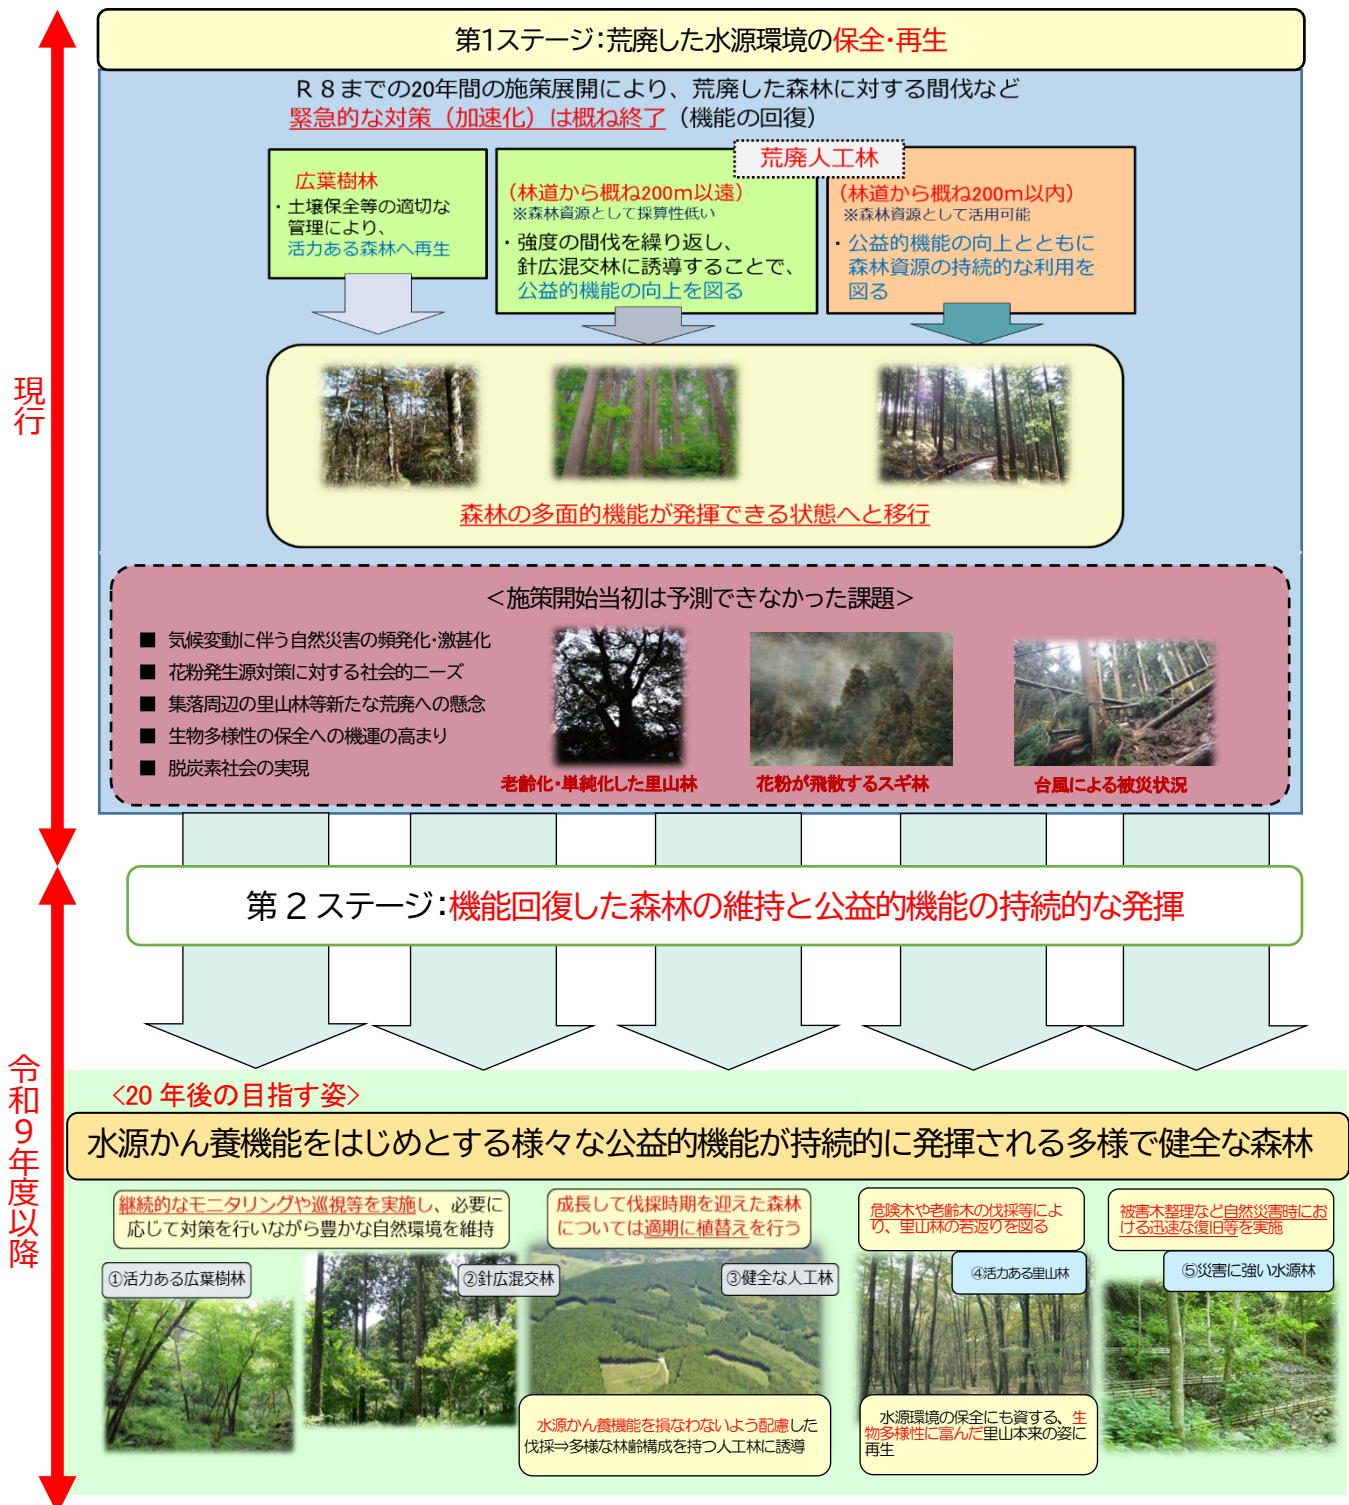 第1ステージ：荒廃した水源環境の保全・再生
Ｒ８までの20年間の施策展開により、荒廃した森林に対する間伐など
緊急的な対策（加速化）は概ね終了（機能の回復）
荒廃人工林
広葉樹林
・土壌保全等の適切な
管理により、
活力ある森林へ再生
（林道から概ね200ｍ以遠）
※森林資源として採算性低い
・強度の間伐を繰り返し、
針広混交林に誘導することで、
公益的機能の向上を図る
（林道から概ね200ｍ以内）
※森林資源として活用可能
・公益的機能の向上とともに
森林資源の持続的な利用を
図る
森林の多面的機能が発揮できる状態へと移行
現行
＜施策開始当初は予測できなかった課題＞
■ 気候変動に伴う自然災害の頻発化・激甚化
■ 花粉発生源対策に対する社会的ニーズ
■ 集落周辺の里山林等新たな荒廃への懸念
■ 生物多様性の保全への機運の高まり
■ 脱炭素社会の実現
老齢化・単純化した里山林
花粉が飛散するスギ林
台風による被災状況
第２ステージ：機能回復した森林の維持と公益的機能の持続的な発揮
令和９年度以降
＜20年後の目指す姿＞
水源かん養機能をはじめとする様々な公益的機能が持続的に発揮される多様で健全な森林
継続的なモニタリングや巡視等を実施し、必要に
応じて対策を行いながら豊かな自然環境を維持
成長して伐採時期を迎えた森林
については適期に植替えを行う
危険木や老齢木の伐採等によ
り、里山林の若返りを図る
被害木整理など自然災害時にお
ける迅速な復旧等を実施
①活力ある広葉樹林
②針広混交林
③健全な人工林
④活力ある里山林
⑤災害に強い水源林
水源かん養機能を損なわないよう配慮した
伐採⇒多様な林齢構成を持つ人工林に誘導
水源環境の保全にも資する、生
物多様性に富んだ里山本来の姿に
再生